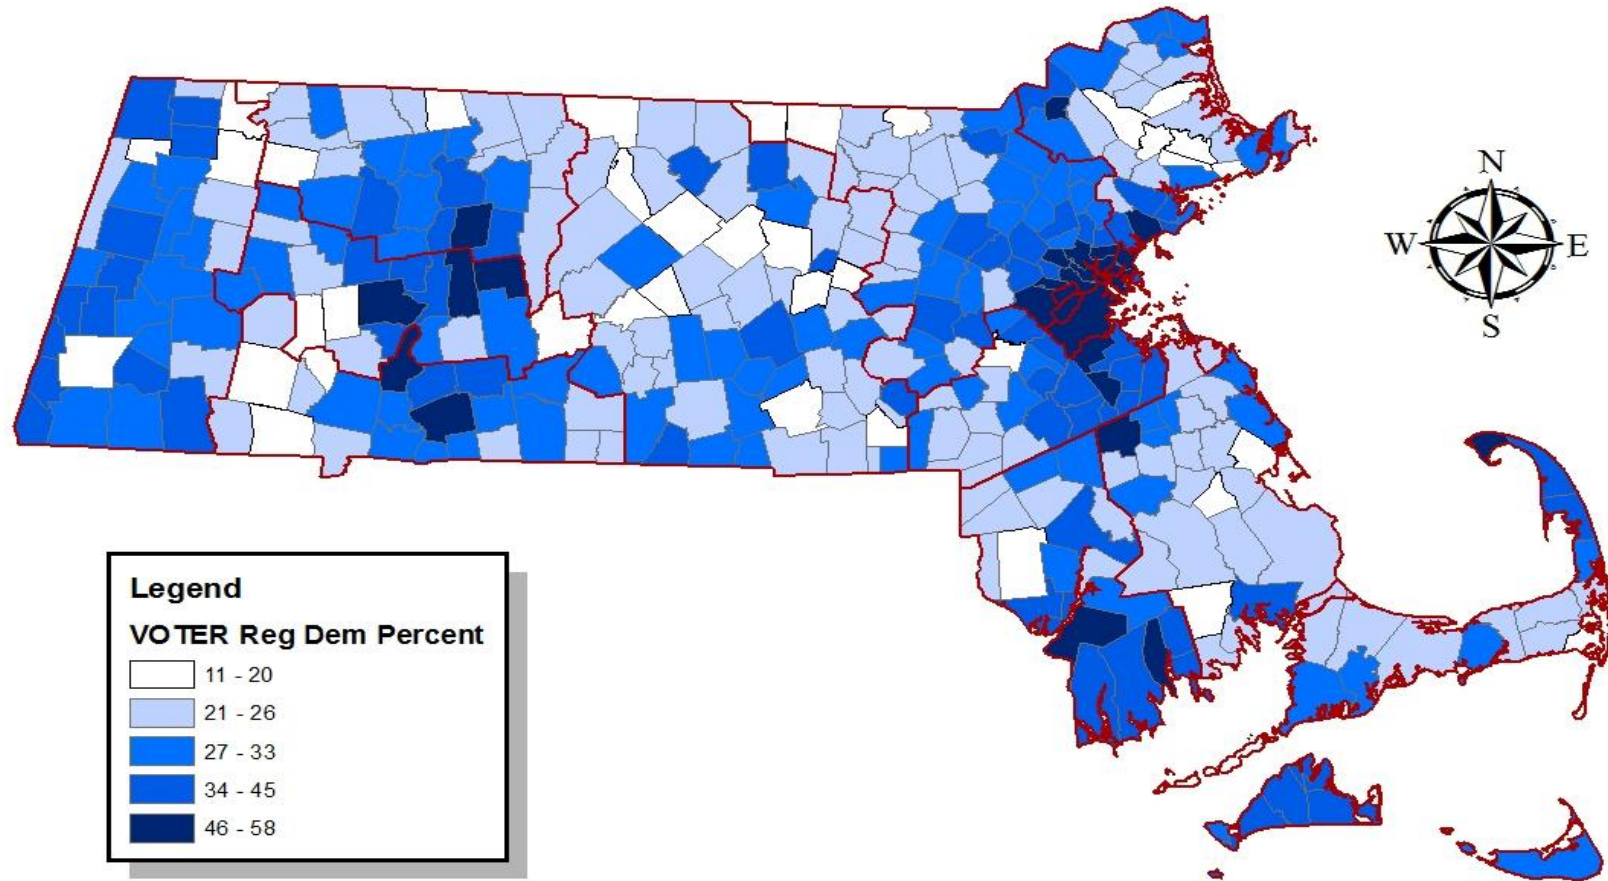 N
W E
S
Legend
VOTER Reg Dem Percent
11 - 20
21 - 26
27 - 33
34 - 45
46 - 58